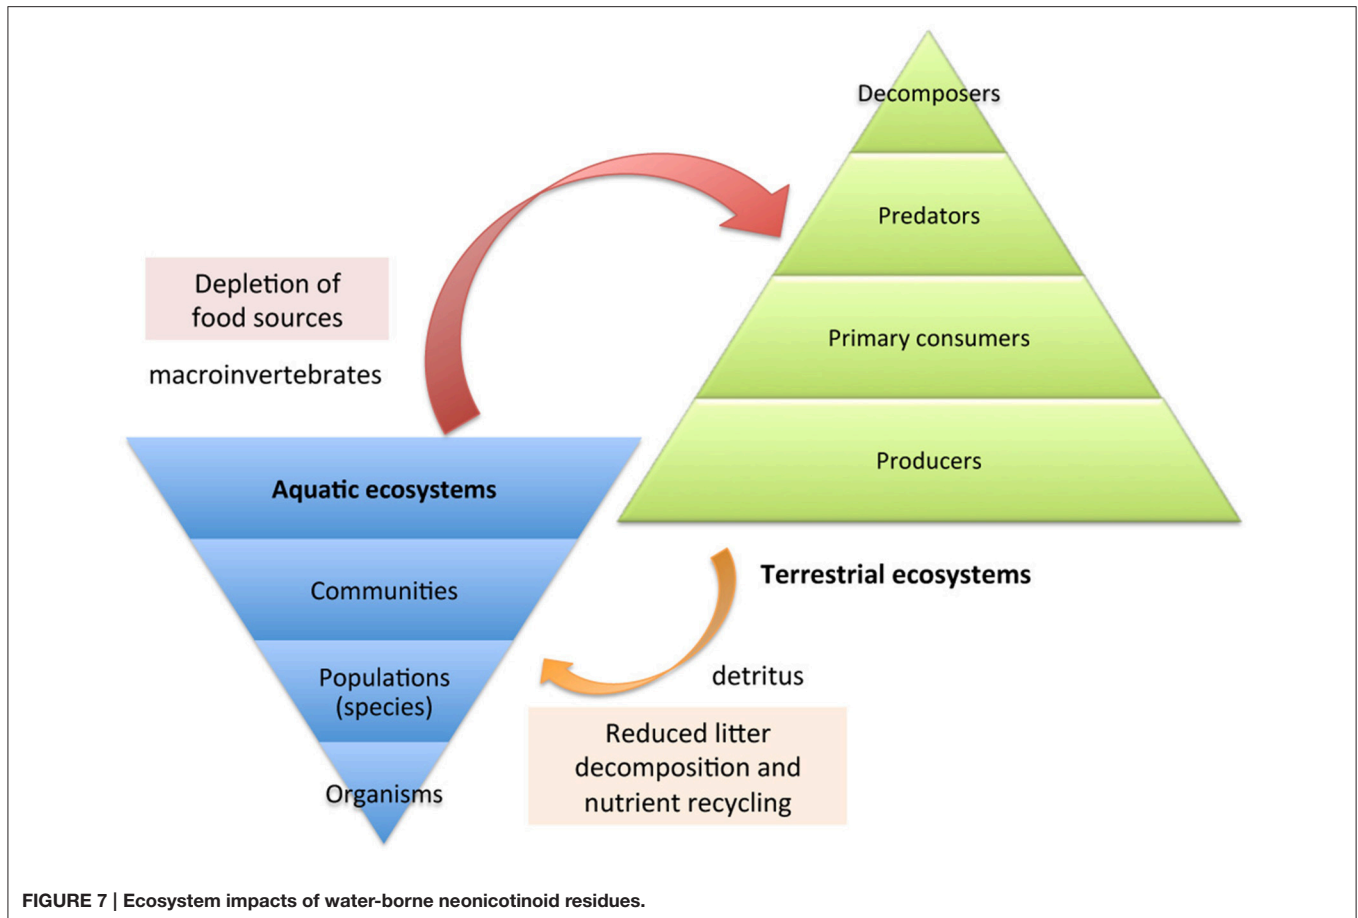 Decomposers
Predators
Primary consumers
Producers
Depletion of
food sources
macroinvertebrates
Aquatic ecosystems
Communities
Populations
(species)
Organisms
Terrestrial ecosystems
detritus
Reduced litter
decomposition and
nutrient recycling
FIGURE 7 | Ecosystem impacts of water-borne neonicotinoid residues.